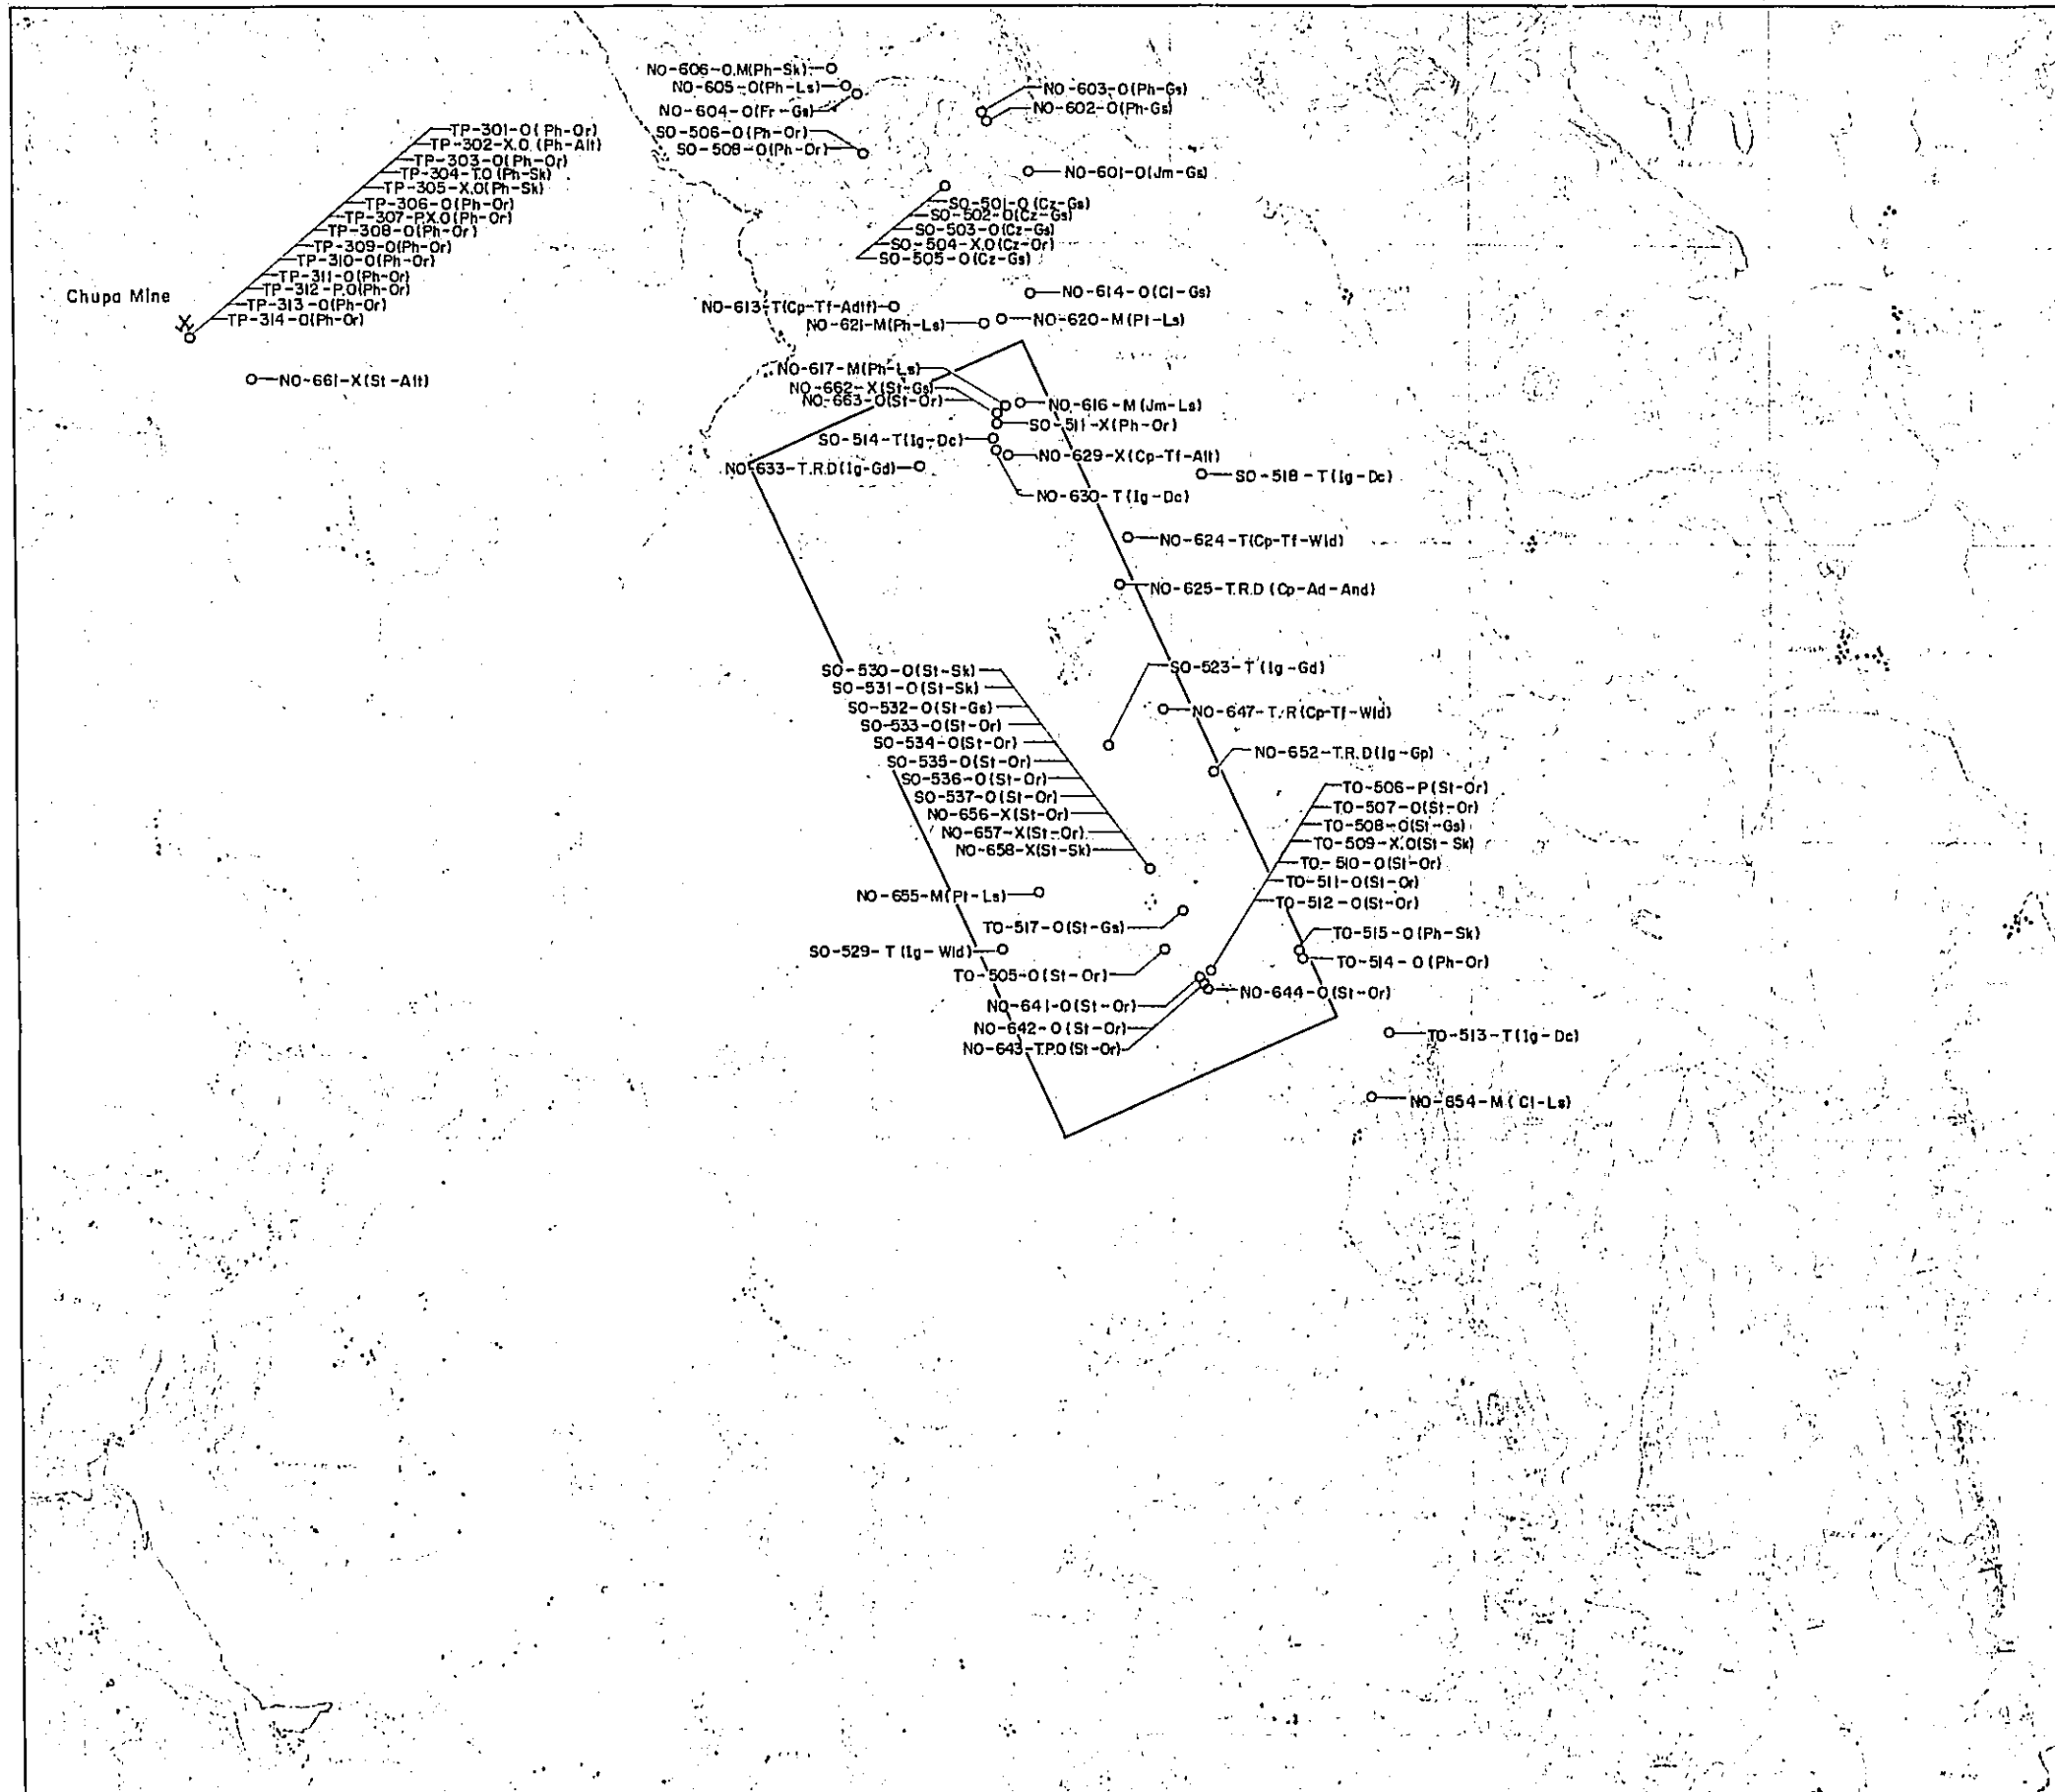 NO-606-O.M(Ph-Sk)
NO-605-O(Ph-Ls)
NO-604-O(Fr-Gs)
SO-506-O(Ph-Or)
SO-508-O(Ph-Or)
NO-603-O(Ph-Gs)
NO-602-O(Ph-Gs)
NO-601-O(Jm-Gs)
TP-301-O(Ph-Or)
TP-302-X.O.(Ph-Alt)
TP-303-O(Ph-Or)
TP-304-T.O(Ph-Sk)
TP-305-X.O(Ph-Sk)
TP-306-O(Ph-Or)
TP-307-P.X.O(Ph-Or)
TP-308-O(Ph-Or)
TP-309-O(Ph-Or)
TP-310-O(Ph-Or)
TP-311-O(Ph-Or)
TP-312-P.O(Ph-Or)
TP-313-O(Ph-Or)
TP-314-O(Ph-Or)
Chupa Mine
SO-501-O(Cz-Gs)
SO-502-O(Cz-Gs)
SO-503-O(Cz-Gs)
SO-504-X.O(Cz-Or)
SO-505-O(Cz-Gs)
NO-614-O(Cl-Gs)
NO-613-T(Cp-Tf-Adtf)
NO-621-M(Ph-Ls)
NO-620-M(Pt-Ls)
NO-661-X(St-Alt)
NO-617-M(Ph-Ls)
NO-662-X(St-Gs)
NO-663-O(St-Or)
NO-616-M(Jm-Ls)
SO-511-X(Ph-Or)
SO-514-T(Ig-Dc)
NO-629-X(Cp-Tf-Alt)
NO-633-T.R.D(Ig-Gd)
SO-518-T(Ig-Dc)
NO-630-T(Ig-Dc)
NO-624-T(Cp-Tf-Wld)
NO-625-T.R.D(Cp-Ad-And)
SO-530-O(St-Sk)
SO-531-O(St-Sk)
SO-532-O(St-Gs)
SO-533-O(St-Or)
SO-534-O(St-Or)
SO-535-O(St-Or)
SO-536-O(St-Or)
SO-537-O(St-Or)
NO-656-X(St-Or)
NO-657-X(St-Or)
NO-658-X(St-Sk)
SO-523-T(Ig-Gd)
NO-647-T.R(Cp-Tf-Wld)
NO-652-T.R.D(Ig-Gp)
TO-506-P(St-Or)
TO-507-O(St-Or)
TO-508-O(St-Gs)
TO-509-X.O(St-Sk)
TO-510-O(St-Or)
TO-511-O(St-Or)
TO-512-O(St-Or)
NO-655-M(Pt-Ls)
TO-517-O(St-Gs)
TO-515-O(Ph-Sk)
TO-514-O(Ph-Or)
SO-529-T(Ig-Wld)
TO-505-O(St-Or)
NO-641-O(St-Or)
NO-644-O(St-Or)
NO-642-O(St-Or)
NO-643-T.P.O(St-Or)
TO-513-T(Ig-Dc)
NO-654-M(Cl-Ls)